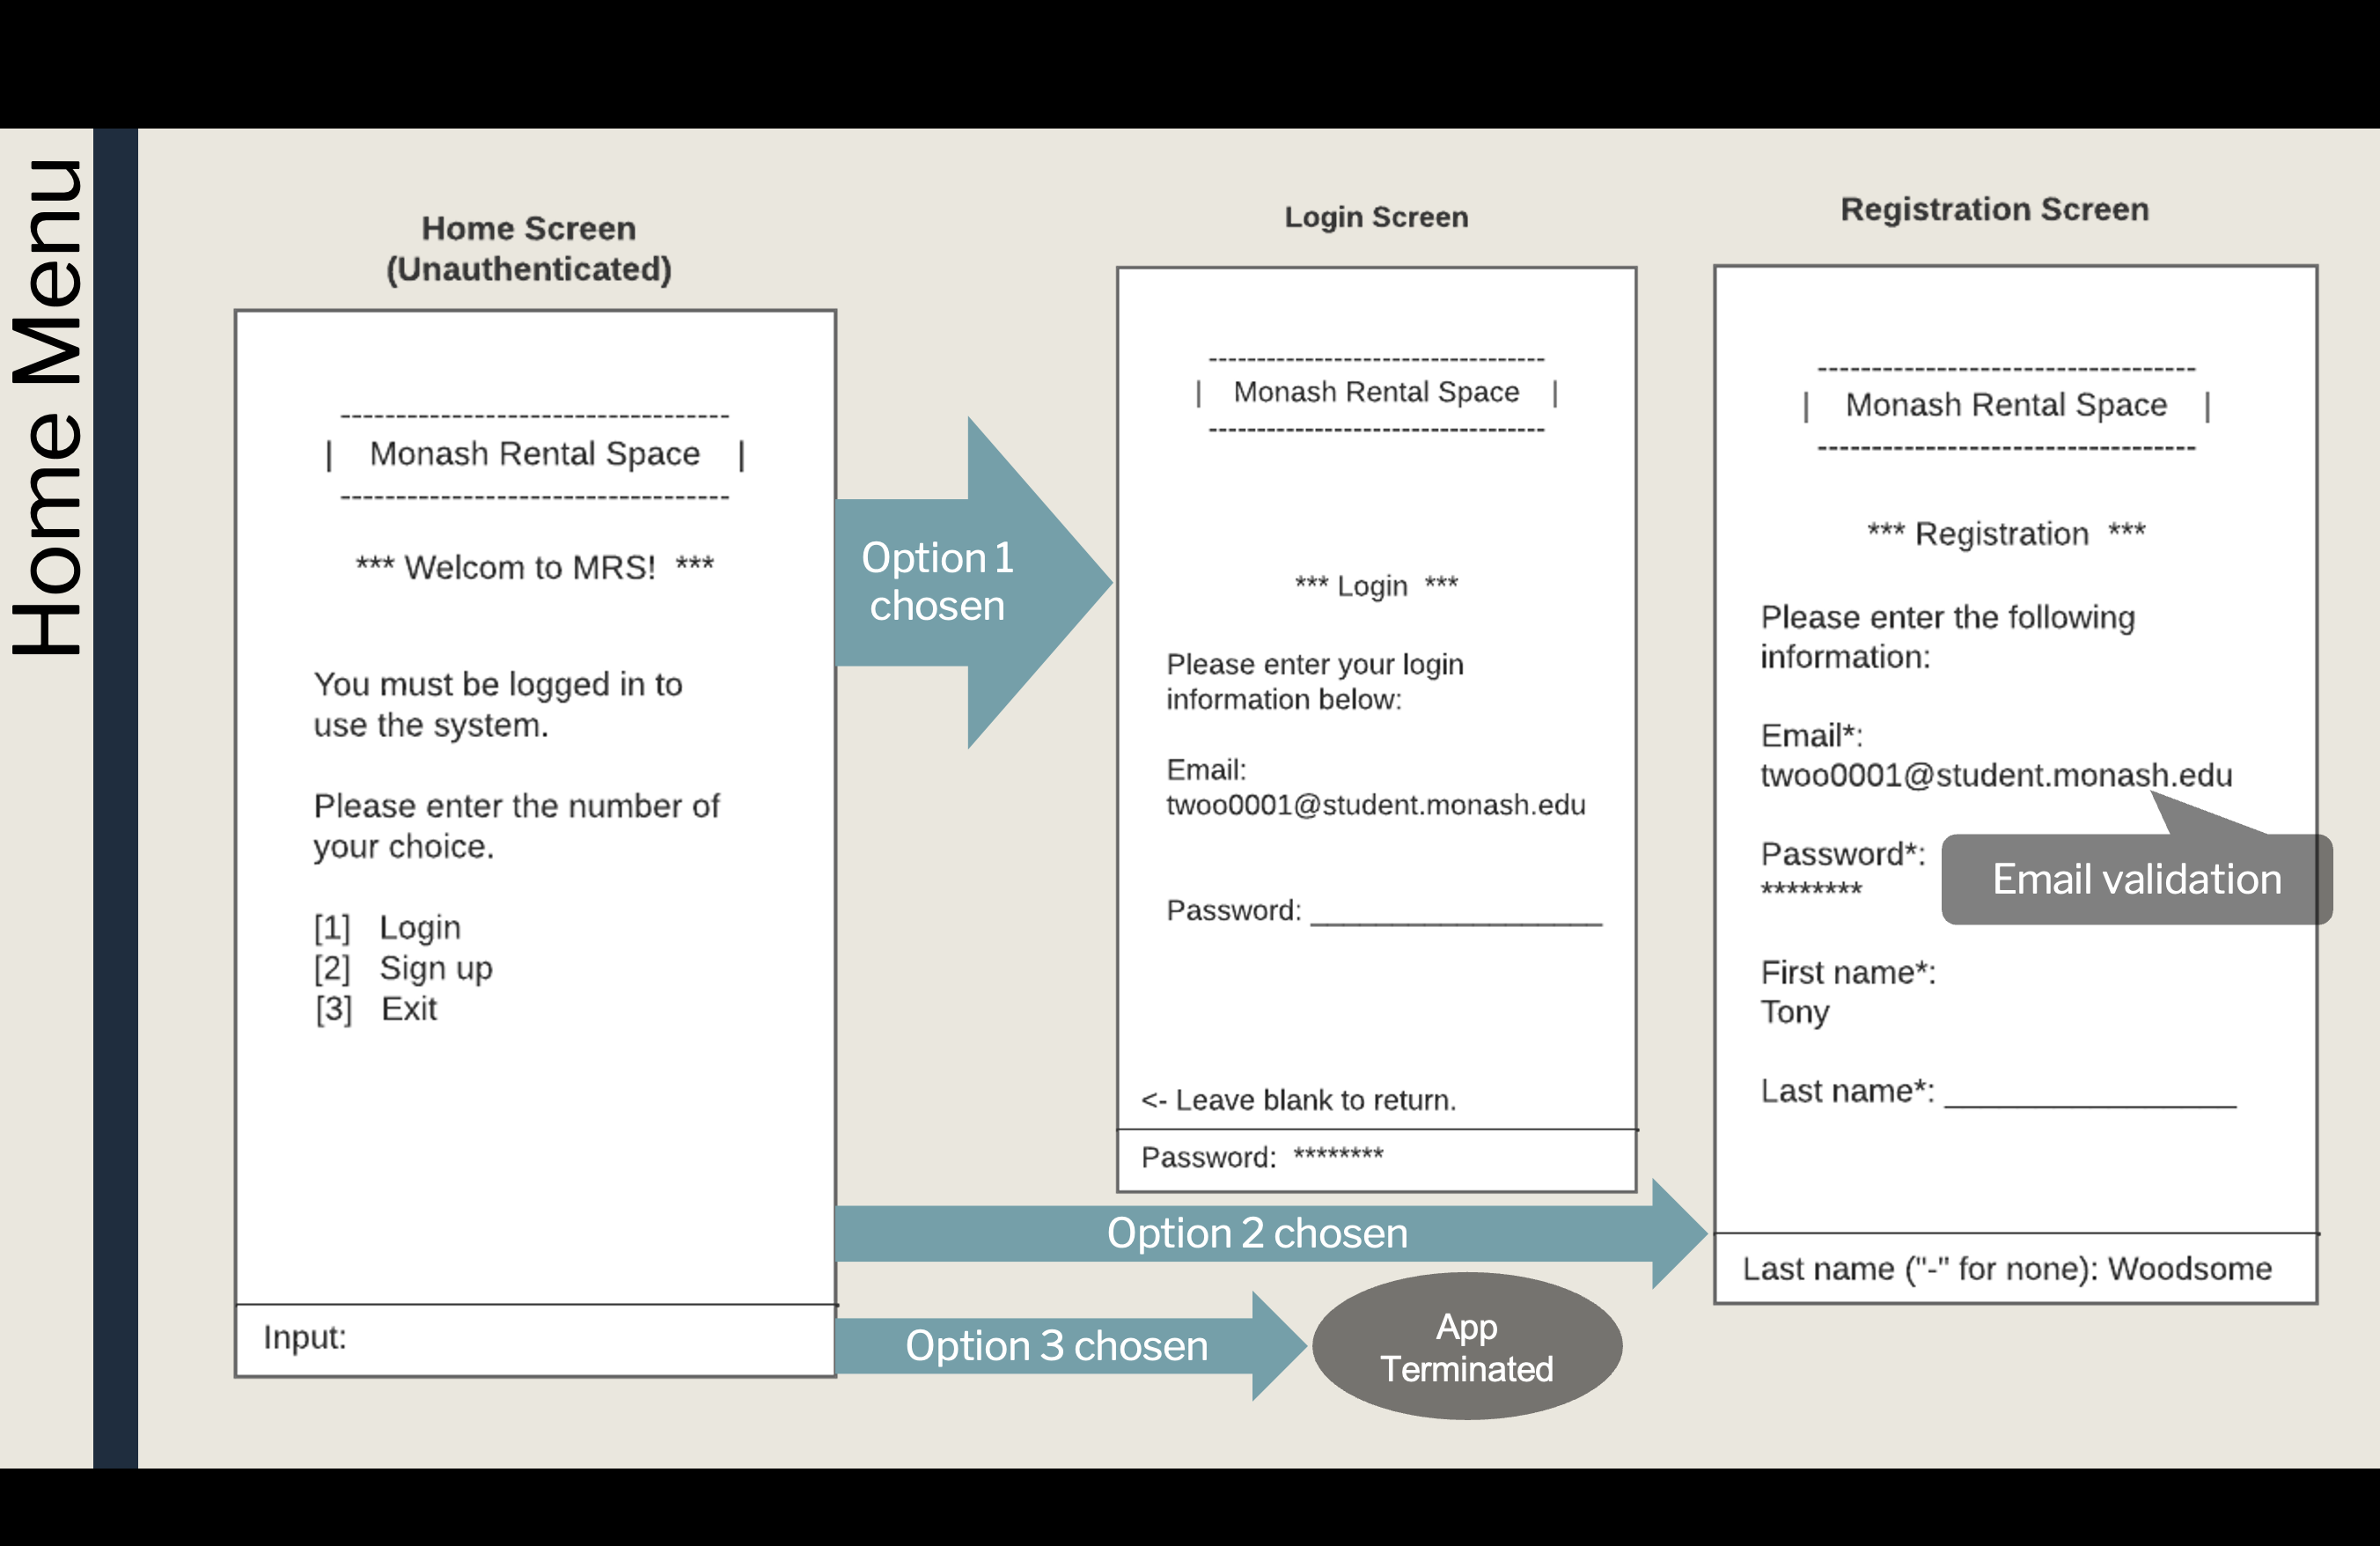 Home Menu
Home Screen
(Unauthenticated)
----------------------------------
| Monash Rental Space |
----------------------------------
*** Welcom to MRS! ***
You must be logged in to
use the system.
Please enter the number of
your choice.
[1] Login
[2] Sign up
[3] Exit
Input:
Option 1
chosen
Login Screen
----------------------------------
| Monash Rental Space |
----------------------------------
*** Login ***
Please enter your login
information below:
Email:
twoo0001@student.monash.edu
Password: ___________________
<- Leave blank to return.
Password: ********
Option 2 chosen
Option 3 chosen
App
Terminated
Registration Screen
----------------------------------
| Monash Rental Space |
----------------------------------
*** Registration ***
Please enter the following
information:
Email*:
twoo0001@student.monash.edu
Email validation
Password*:
********
First name*:
Tony
Last name*: _________________
Last name ("-" for none): Woodsome